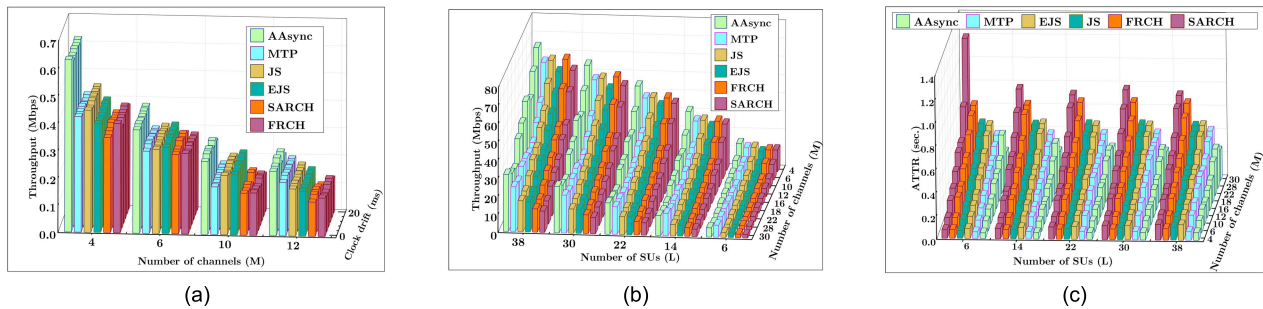 0.7
0.6
0.5
0.4
0.3
0.2
0.1
0.0
Throughput (Mbps)
AAsync
MTP
JS
EJS
SARCH
FRCH
4
6
10
12
Number of channels (M)
20
0
Clock drift (ms)
(a)
80
70
60
50
40
30
20
10
0
Throughput (Mbps)
AAsync
MTP
JS
EJS
FRCH
SARCH
38
30
22
14
6
Number of SUs (L)
4
6
10
12
16
18
22
28
30
Number of channels (M)
(b)
AAsync MTP EJS JS FRCH SARCH
1.4
1.2
1.0
0.8
0.6
0.4
0.2
0.0
ATTR (sec.)
6
14
22
30
38
Number of SUs (L)
30
28
22
18
16
12
10
6
4
Number of channels (M)
(c)